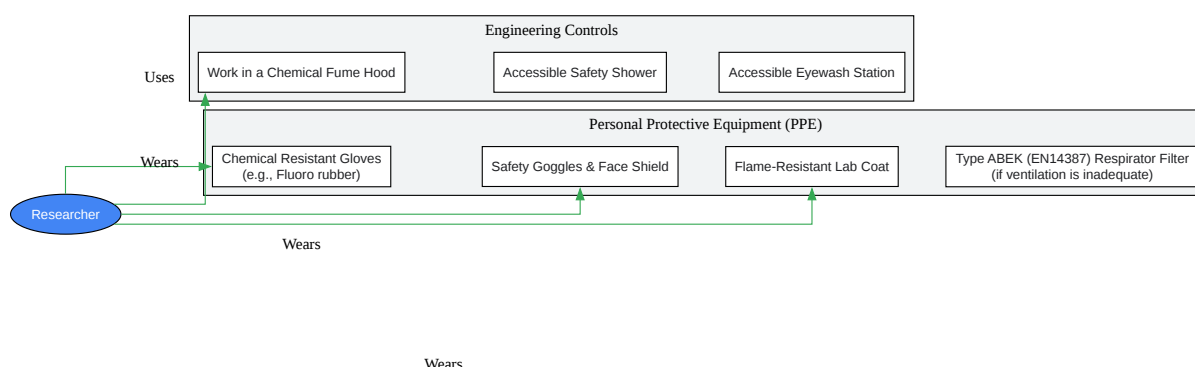 Engineering Controls
Uses
Work in a Chemical Fume Hood
Accessible Safety Shower
Accessible Eyewash Station
Personal Protective Equipment (PPE)
Wears
Chemical Resistant Gloves
(e.g., Fluoro rubber)
Safety Goggles & Face Shield
Flame-Resistant Lab Coat
Type ABEK (EN14387) Respirator Filter
(if ventilation is inadequate)
Researcher
Wears
Wears